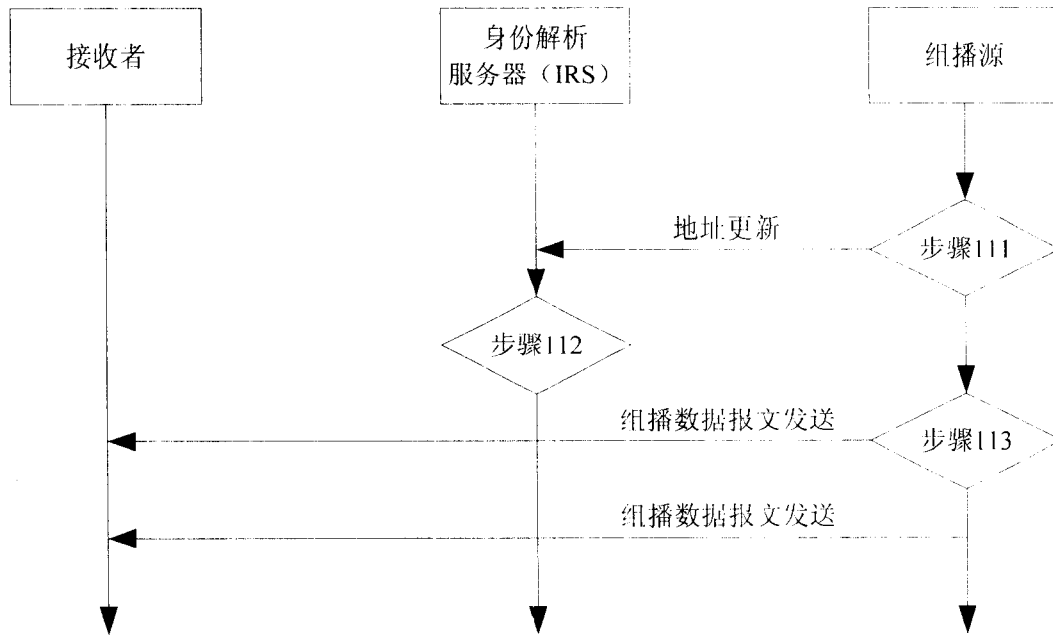 接收者
身份解析
服务器（IRS）
组播源
地址更新
步骤111
步骤112
组播数据报文发送
步骤113
组播数据报文发送